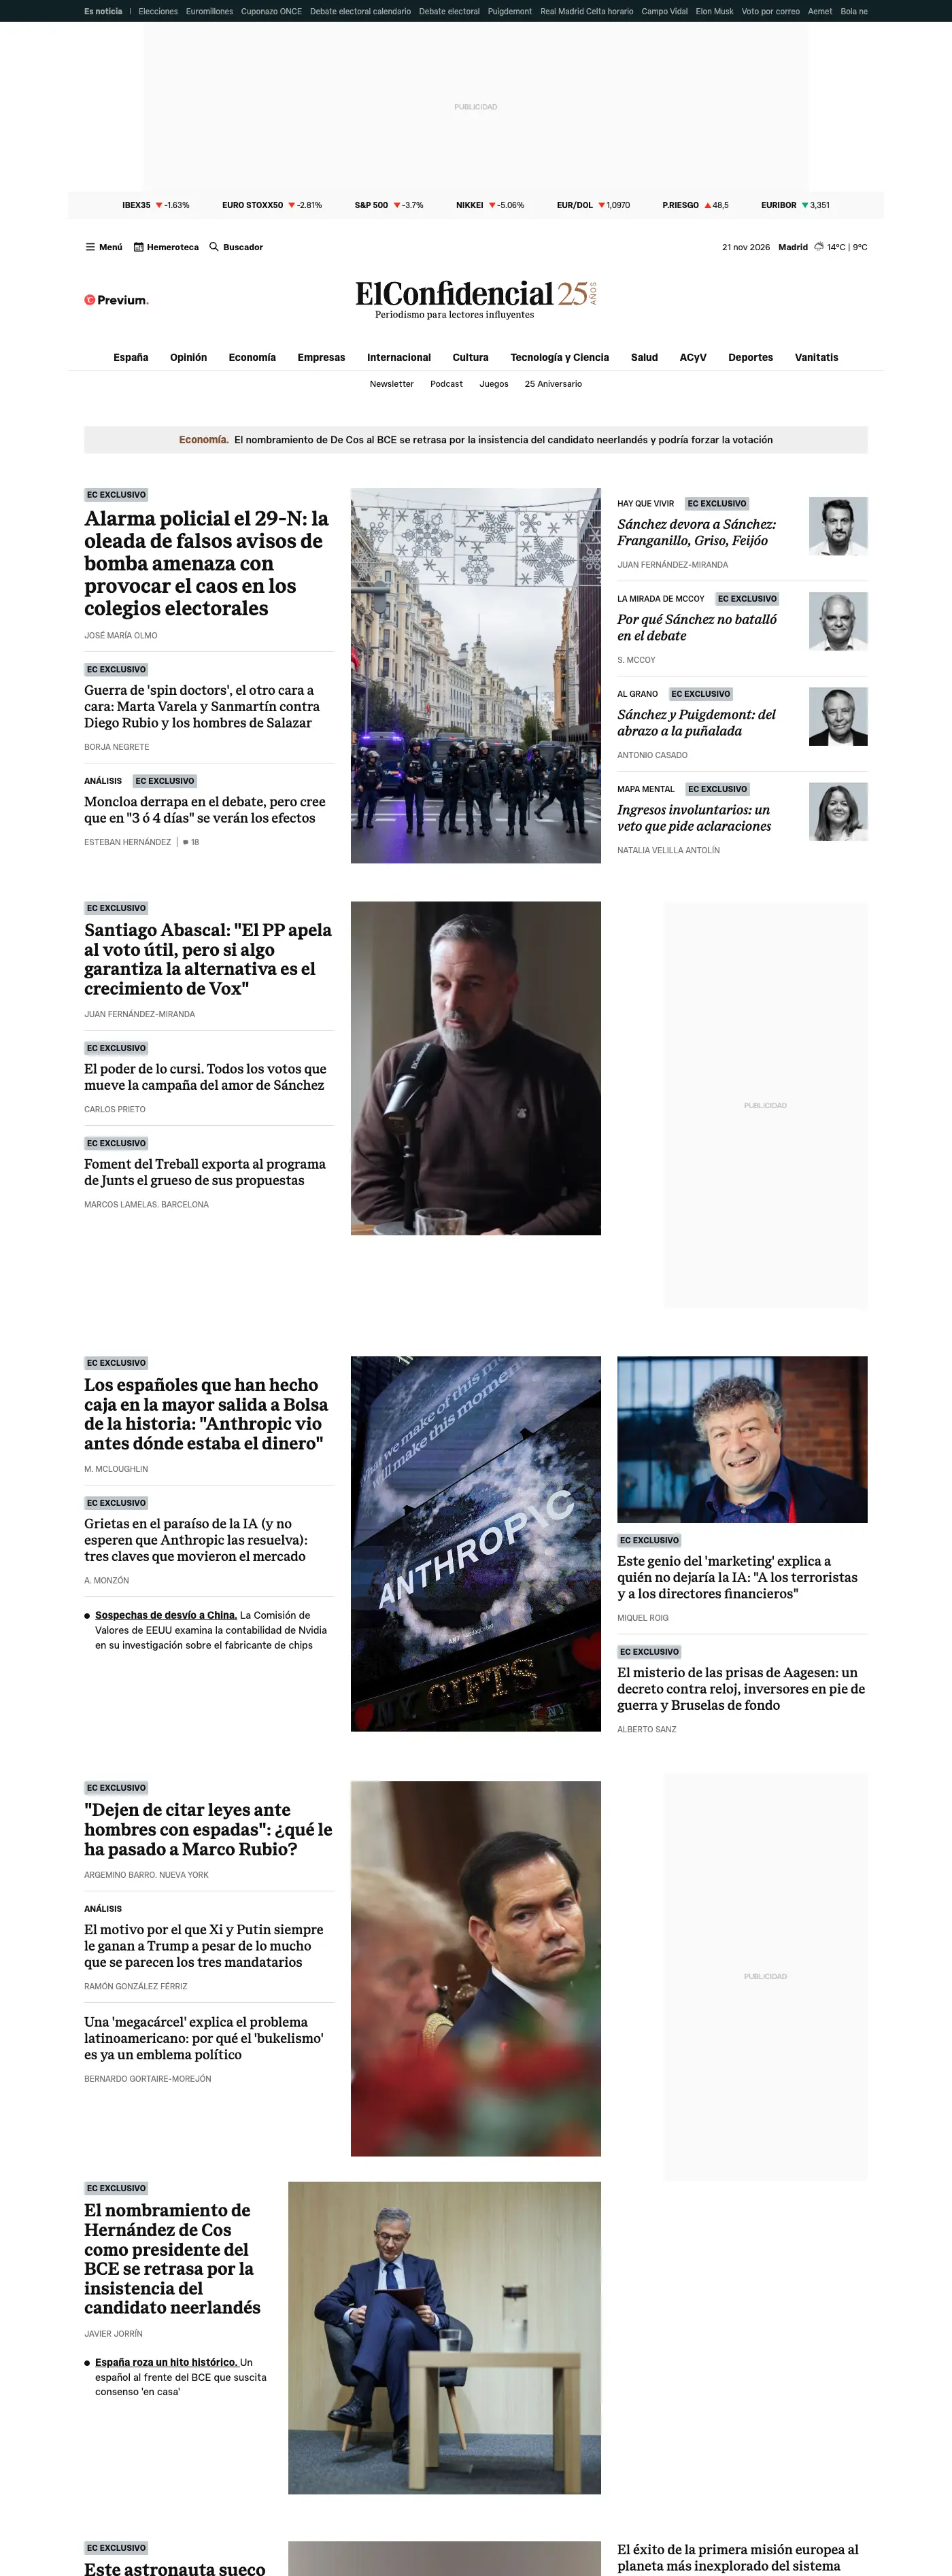 Es noticia | Elecciones Euromillones Cuponazo ONCE Debate electoral calendario Debate electoral Puigdemont Real Madrid Celta horario Campo Vidal Elon Musk Voto por correo Aemet Bola ne
PUBLICIDAD
IBEX35 ▼ -1.63% EURO STOXX50 ▼ -2.81% S&P 500 ▼ -3.7% NIKKEI ▼ -5.06% EUR/DOL ▼ 1,0970 P.RIESGO ▲ 48,5 EURIBOR ▼ 3,351
Menú Hemeroteca Buscador
21 nov 2026 Madrid 14ºC | 9ºC
Previum.
ElConfidencial 25 AÑOS
Periodismo para lectores influyentes
España Opinión Economía Empresas Internacional Cultura Tecnología y Ciencia Salud ACyV Deportes Vanitatis
Newsletter Podcast Juegos 25 Aniversario
Economía. El nombramiento de De Cos al BCE se retrasa por la insistencia del candidato neerlandés y podría forzar la votación
EC EXCLUSIVO
Alarma policial el 29-N: la
oleada de falsos avisos de
bomba amenaza con
provocar el caos en los
colegios electorales
JOSÉ MARÍA OLMO
EC EXCLUSIVO
Guerra de 'spin doctors', el otro cara a
cara: Marta Varela y Sanmartín contra
Diego Rubio y los hombres de Salazar
BORJA NEGRETE
ANÁLISIS EC EXCLUSIVO
Moncloa derrapa en el debate, pero cree
que en "3 ó 4 días" se verán los efectos
ESTEBAN HERNÁNDEZ | 18
HAY QUE VIVIR EC EXCLUSIVO
Sánchez devora a Sánchez:
Franganillo, Griso, Feijóo
JUAN FERNÁNDEZ-MIRANDA
LA MIRADA DE MCCOY EC EXCLUSIVO
Por qué Sánchez no batalló
en el debate
S. MCCOY
AL GRANO EC EXCLUSIVO
Sánchez y Puigdemont: del
abrazo a la puñalada
ANTONIO CASADO
MAPA MENTAL EC EXCLUSIVO
Ingresos involuntarios: un
veto que pide aclaraciones
NATALIA VELILLA ANTOLÍN
EC EXCLUSIVO
Santiago Abascal: "El PP apela
al voto útil, pero si algo
garantiza la alternativa es el
crecimiento de Vox"
JUAN FERNÁNDEZ-MIRANDA
EC EXCLUSIVO
El poder de lo cursi. Todos los votos que
mueve la campaña del amor de Sánchez
CARLOS PRIETO
EC EXCLUSIVO
Foment del Treball exporta al programa
de Junts el grueso de sus propuestas
MARCOS LAMELAS. BARCELONA
ElConfidencial
PUBLICIDAD
EC EXCLUSIVO
Los españoles que han hecho
caja en la mayor salida a Bolsa
de la historia: "Anthropic vio
antes dónde estaba el dinero"
M. MCLOUGHLIN
EC EXCLUSIVO
Grietas en el paraíso de la IA (y no
esperen que Anthropic las resuelva):
tres claves que movieron el mercado
A. MONZÓN
Sospechas de desvío a China. La Comisión de
Valores de EEUU examina la contabilidad de Nvidia
en su investigación sobre el fabricante de chips
what we make of this m
make this moment
ANTHROP\C
GIFTS
EC EXCLUSIVO
Este genio del 'marketing' explica a
quién no dejaría la IA: "A los terroristas
y a los directores financieros"
MIQUEL ROIG
EC EXCLUSIVO
El misterio de las prisas de Aagesen: un
decreto contra reloj, inversores en pie de
guerra y Bruselas de fondo
ALBERTO SANZ
EC EXCLUSIVO
"Dejen de citar leyes ante
hombres con espadas": ¿qué le
ha pasado a Marco Rubio?
ARGEMINO BARRO. NUEVA YORK
ANÁLISIS
El motivo por el que Xi y Putin siempre
le ganan a Trump a pesar de lo mucho
que se parecen los tres mandatarios
RAMÓN GONZÁLEZ FÉRRIZ
Una 'megacárcel' explica el problema
latinoamericano: por qué el 'bukelismo'
es ya un emblema político
BERNARDO GORTAIRE-MOREJÓN
PUBLICIDAD
EC EXCLUSIVO
El nombramiento de
Hernández de Cos
como presidente del
BCE se retrasa por la
insistencia del
candidato neerlandés
JAVIER JORRÍN
España roza un hito histórico. Un
español al frente del BCE que suscita
consenso 'en casa'
EC EXCLUSIVO
Este astronauta sueco
El éxito de la primera misión europea al
planeta más inexplorado del sistema